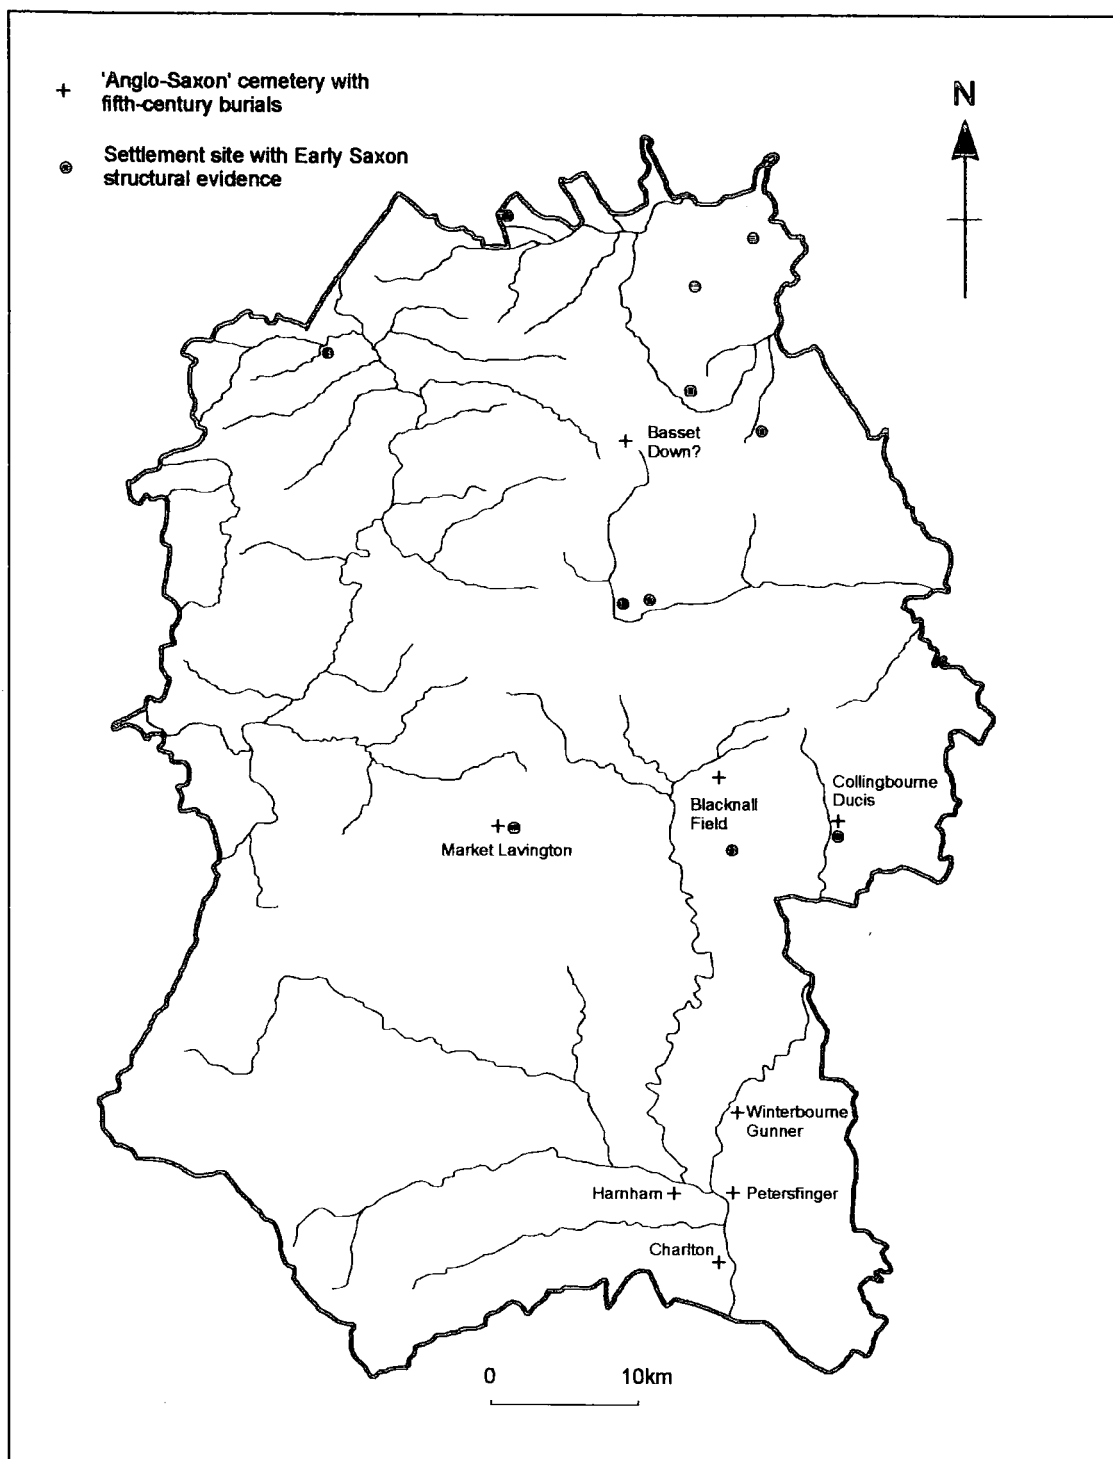 'Anglo-Saxon' cemetery with
fifth-century burials
Settlement site with Early Saxon
structural evidence
N
Basset
Down?
Collingbourne
Ducis
Blacknall
Field
Market Lavington
Winterbourne
Gunner
Harnham
Petersfinger
Charlton
0 10km